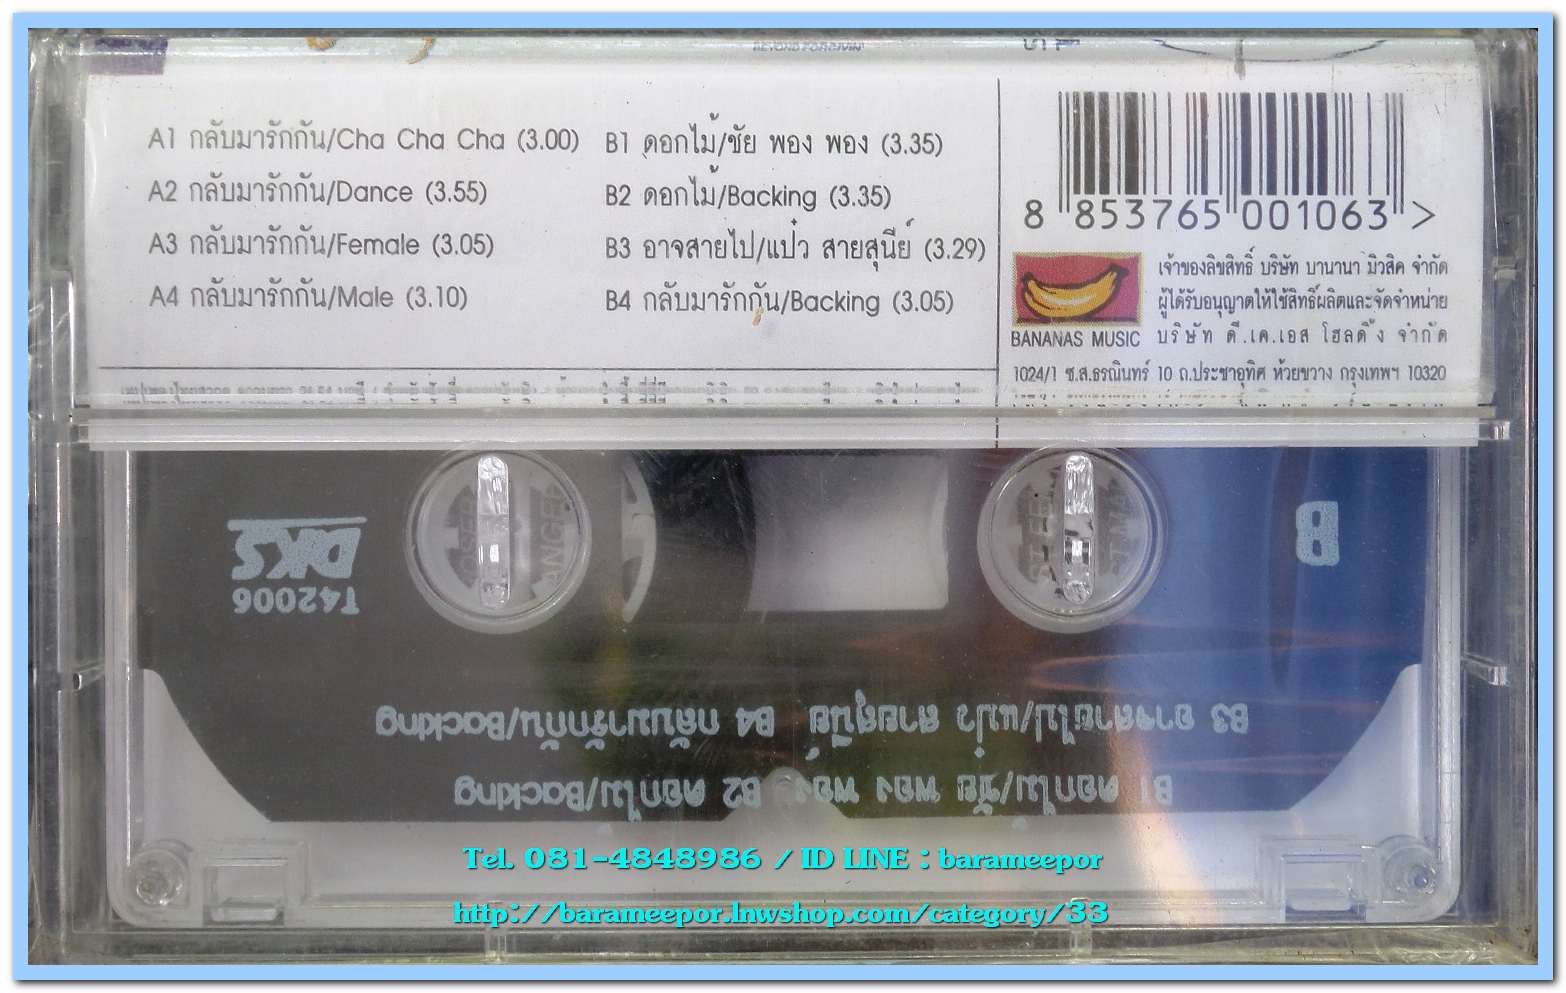 A1 กลับมารักกัน/Cha Cha Cha (3.00)
A2 กลับมารักกัน/Dance (3.55)
A3 กลับมารักกัน/Female (3.05)
A4 กลับมารักกัน/Male (3.10)
B1 ดอกไม้/ชัย พอง พอง (3.35)
B2 ดอกไม้/Backing (3.35)
B3 อาจสายไป/แป๋ว สายสุนีย์ (3.29)
B4 กลับมารักกัน/Backing (3.05)
8 853765 001063 >
BANANAS MUSIC
เจ้าของลิขสิทธิ์ บริษัท บานานา มิวสิค จำกัด
ผู้ได้รับอนุญาตให้ใช้สิทธิ์ผลิตและจัดจำหน่าย
บริษัท ดี.เค.เอส โฮลดิ้ง จำกัด
1024/1 ซ.ส.ธรณินทร์ 10 ถ.ประชาอุทิศ ห้วยขวาง กรุงเทพฯ 10320
B
DKS
T42006
B3 อาจสายไป/แป๋ว สายสุนีย์ B4 กลับมารักกัน/Backing
B1 ดอกไม้/ชัย พอง พอง B2 ดอกไม้/Backing
Tel. 081-4848986 / ID LINE : barameepor
http://barameepor.lnwshop.com/category/33